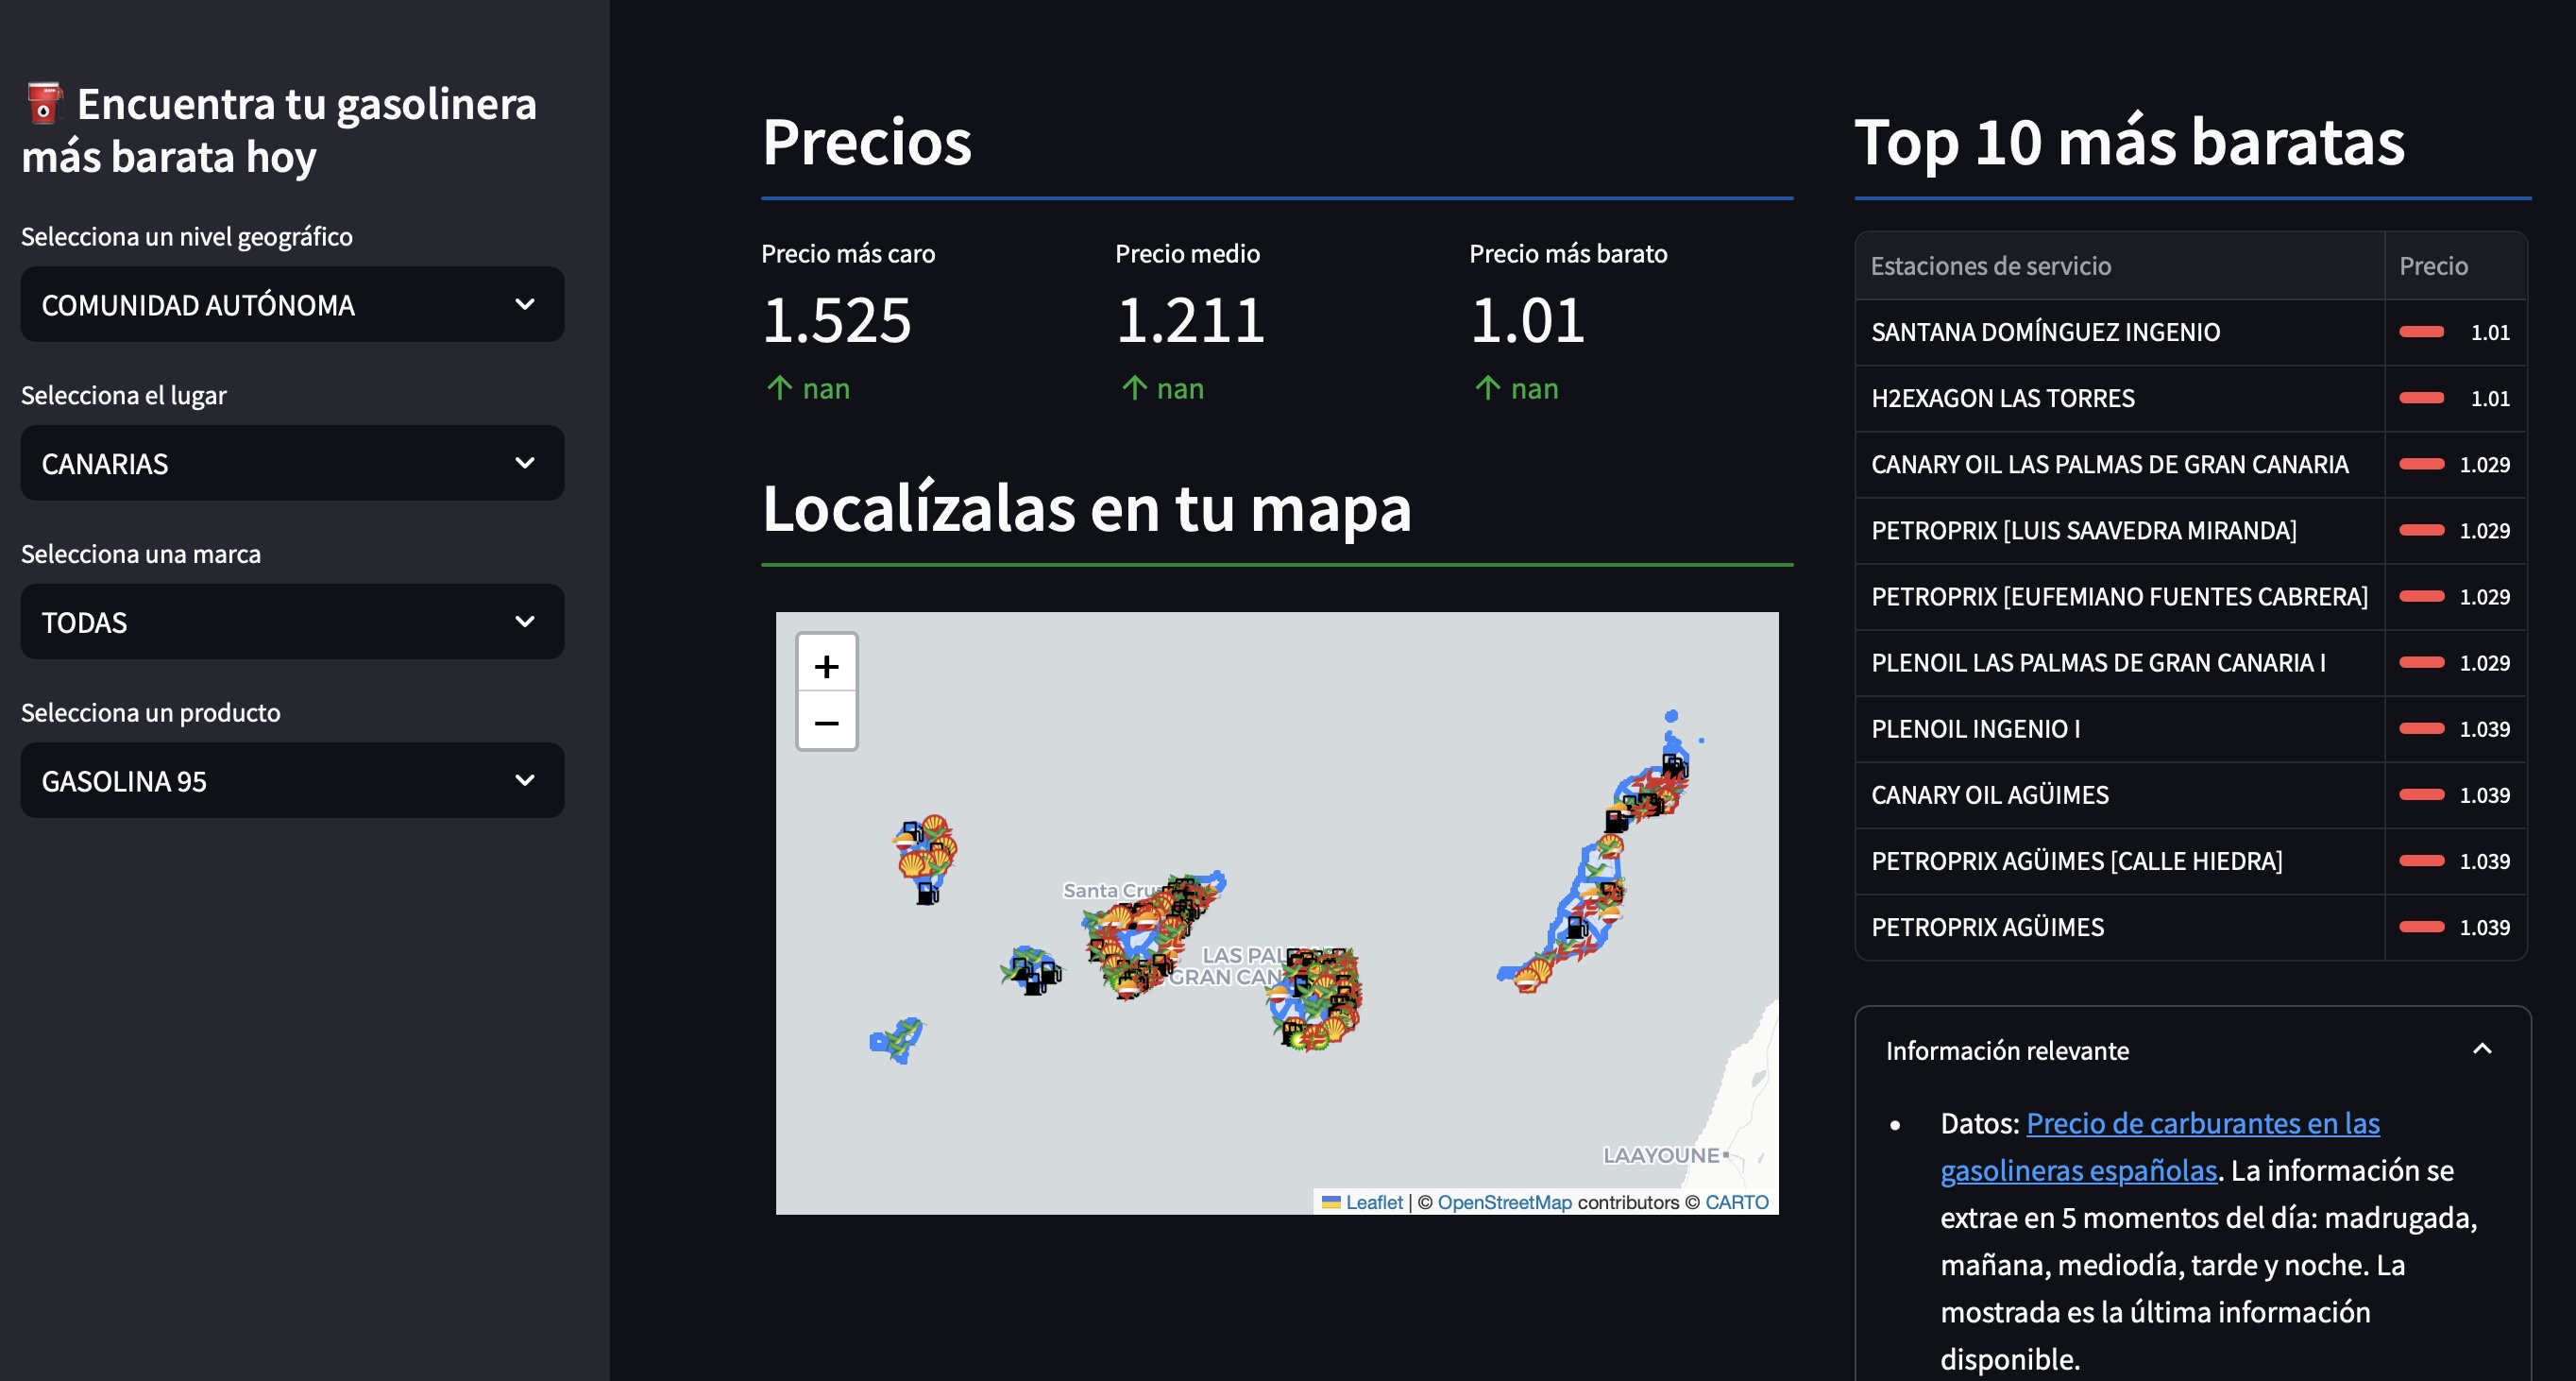 Encuentra tu gasolinera
más barata hoy
Selecciona un nivel geográfico
COMUNIDAD AUTÓNOMA
Selecciona el lugar
CANARIAS
Selecciona una marca
TODAS
Selecciona un producto
GASOLINA 95
Precios
Precio más caro
1.525
↑ nan
Precio medio
1.211
↑ nan
Precio más barato
1.01
↑ nan
Localízalas en tu mapa
+
−
Santa Cru
LAS PAL
GRAN CAN
LAAYOUNE
Leaflet | © OpenStreetMap contributors © CARTO
Top 10 más baratas
Estaciones de servicio Precio
SANTANA DOMÍNGUEZ INGENIO 1.01
H2EXAGON LAS TORRES 1.01
CANARY OIL LAS PALMAS DE GRAN CANARIA 1.029
PETROPRIX [LUIS SAAVEDRA MIRANDA] 1.029
PETROPRIX [EUFEMIANO FUENTES CABRERA] 1.029
PLENOIL LAS PALMAS DE GRAN CANARIA I 1.029
PLENOIL INGENIO I 1.039
CANARY OIL AGÜIMES 1.039
PETROPRIX AGÜIMES [CALLE HIEDRA] 1.039
PETROPRIX AGÜIMES 1.039
Información relevante
• Datos: Precio de carburantes en las
gasolineras españolas. La información se
extrae en 5 momentos del día: madrugada,
mañana, mediodía, tarde y noche. La
mostrada es la última información
disponible.